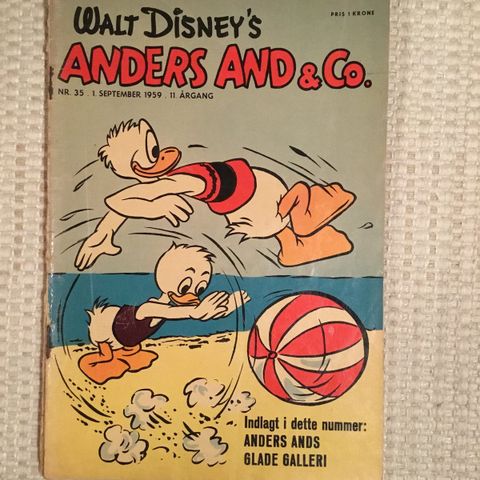 WALT DISNEY'S
PRIS 1 KRONE
ANDERS AND & Co.
NR. 35 . 1. SEPTEMBER 1959 . 11. ÅRGANG
Indlagt i dette nummer:
ANDERS ANDS
GLADE GALLERI